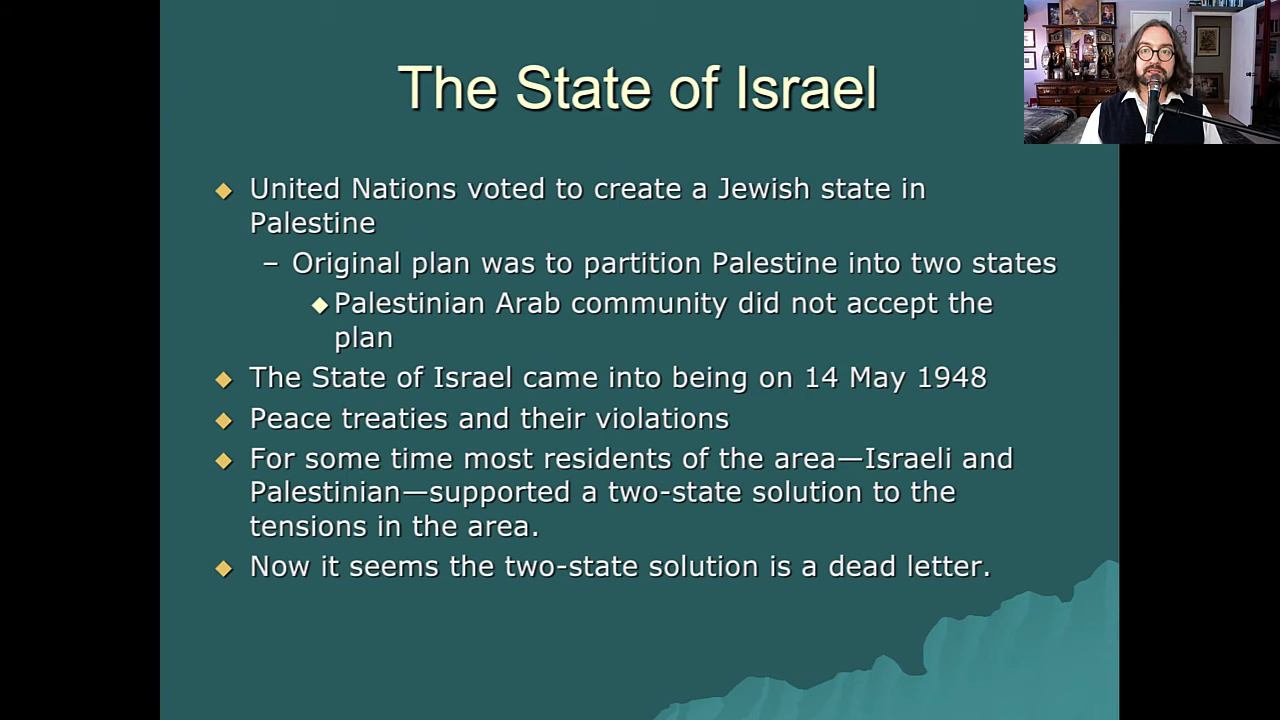 The State of Israel
United Nations voted to create a Jewish state in
Palestine
– Original plan was to partition Palestine into two states
Palestinian Arab community did not accept the
plan
The State of Israel came into being on 14 May 1948
Peace treaties and their violations
For some time most residents of the area—Israeli and
Palestinian—supported a two-state solution to the
tensions in the area.
Now it seems the two-state solution is a dead letter.